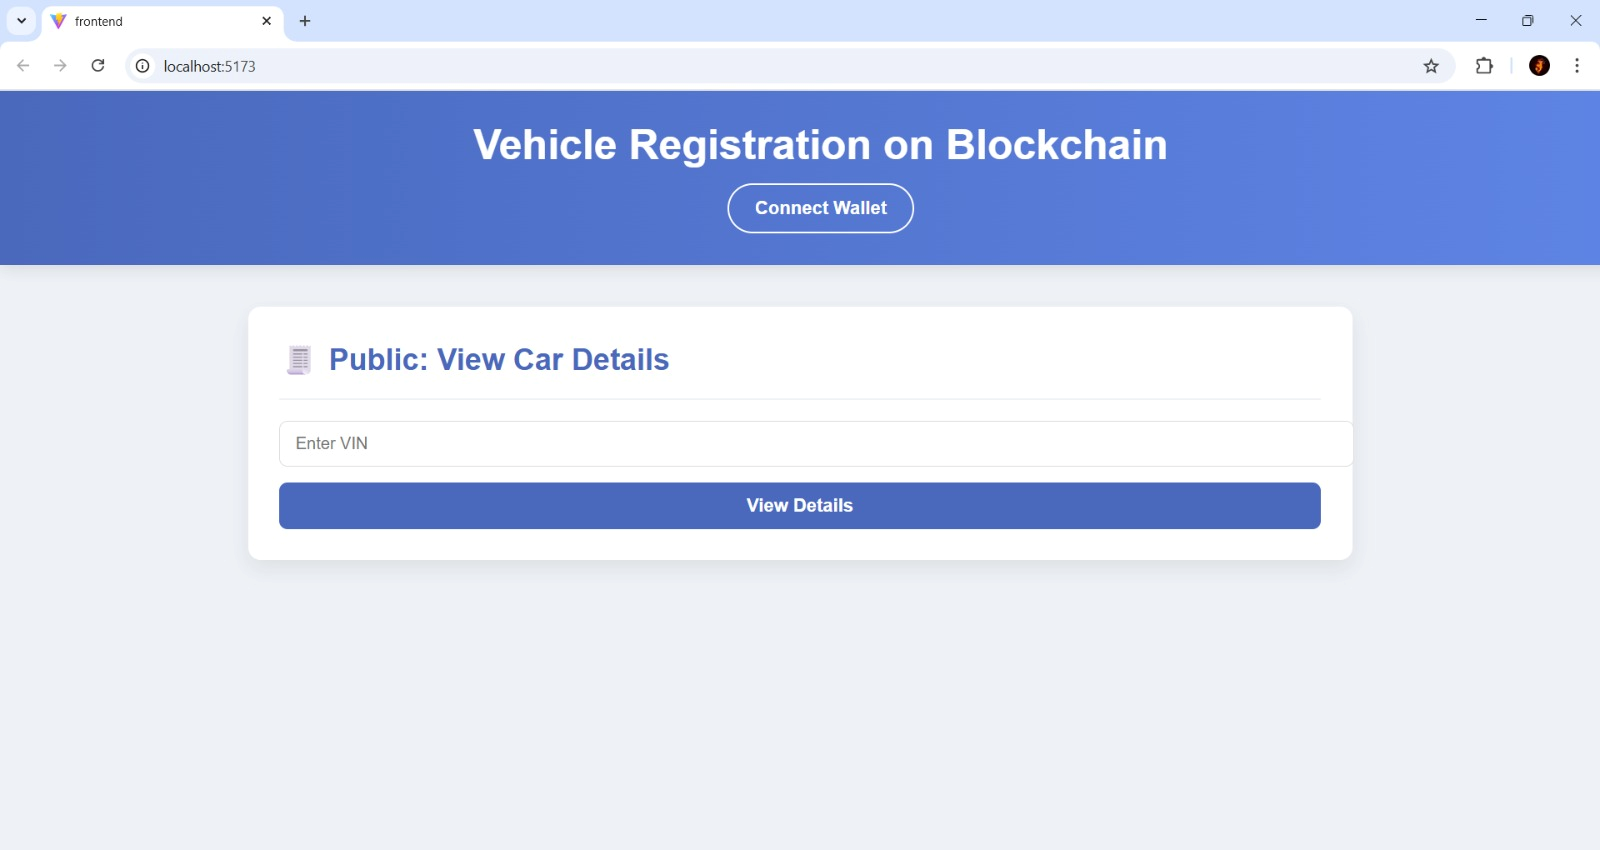 frontend
localhost:5173
Vehicle Registration on Blockchain
Connect Wallet
Public: View Car Details
Enter VIN
View Details